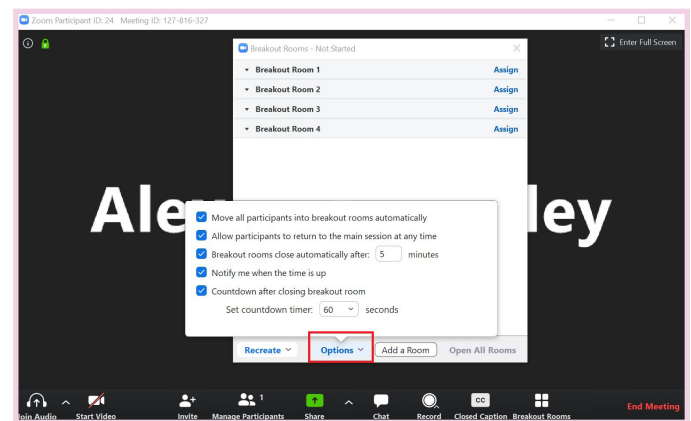 Zoom Participant ID: 24 Meeting ID: 127-816-327
Enter Full Screen
Breakout Rooms - Not Started
Breakout Room 1 Assign
Breakout Room 2 Assign
Breakout Room 3 Assign
Breakout Room 4 Assign
Ale ley
Move all participants into breakout rooms automatically
Allow participants to return to the main session at any time
Breakout rooms close automatically after: 5 minutes
Notify me when the time is up
Countdown after closing breakout room
Set countdown timer: 60 seconds
Recreate Options Add a Room Open All Rooms
1 CC
Join Audio Start Video Invite Manage Participants Share Chat Record Closed Caption Breakout Rooms End Meeting